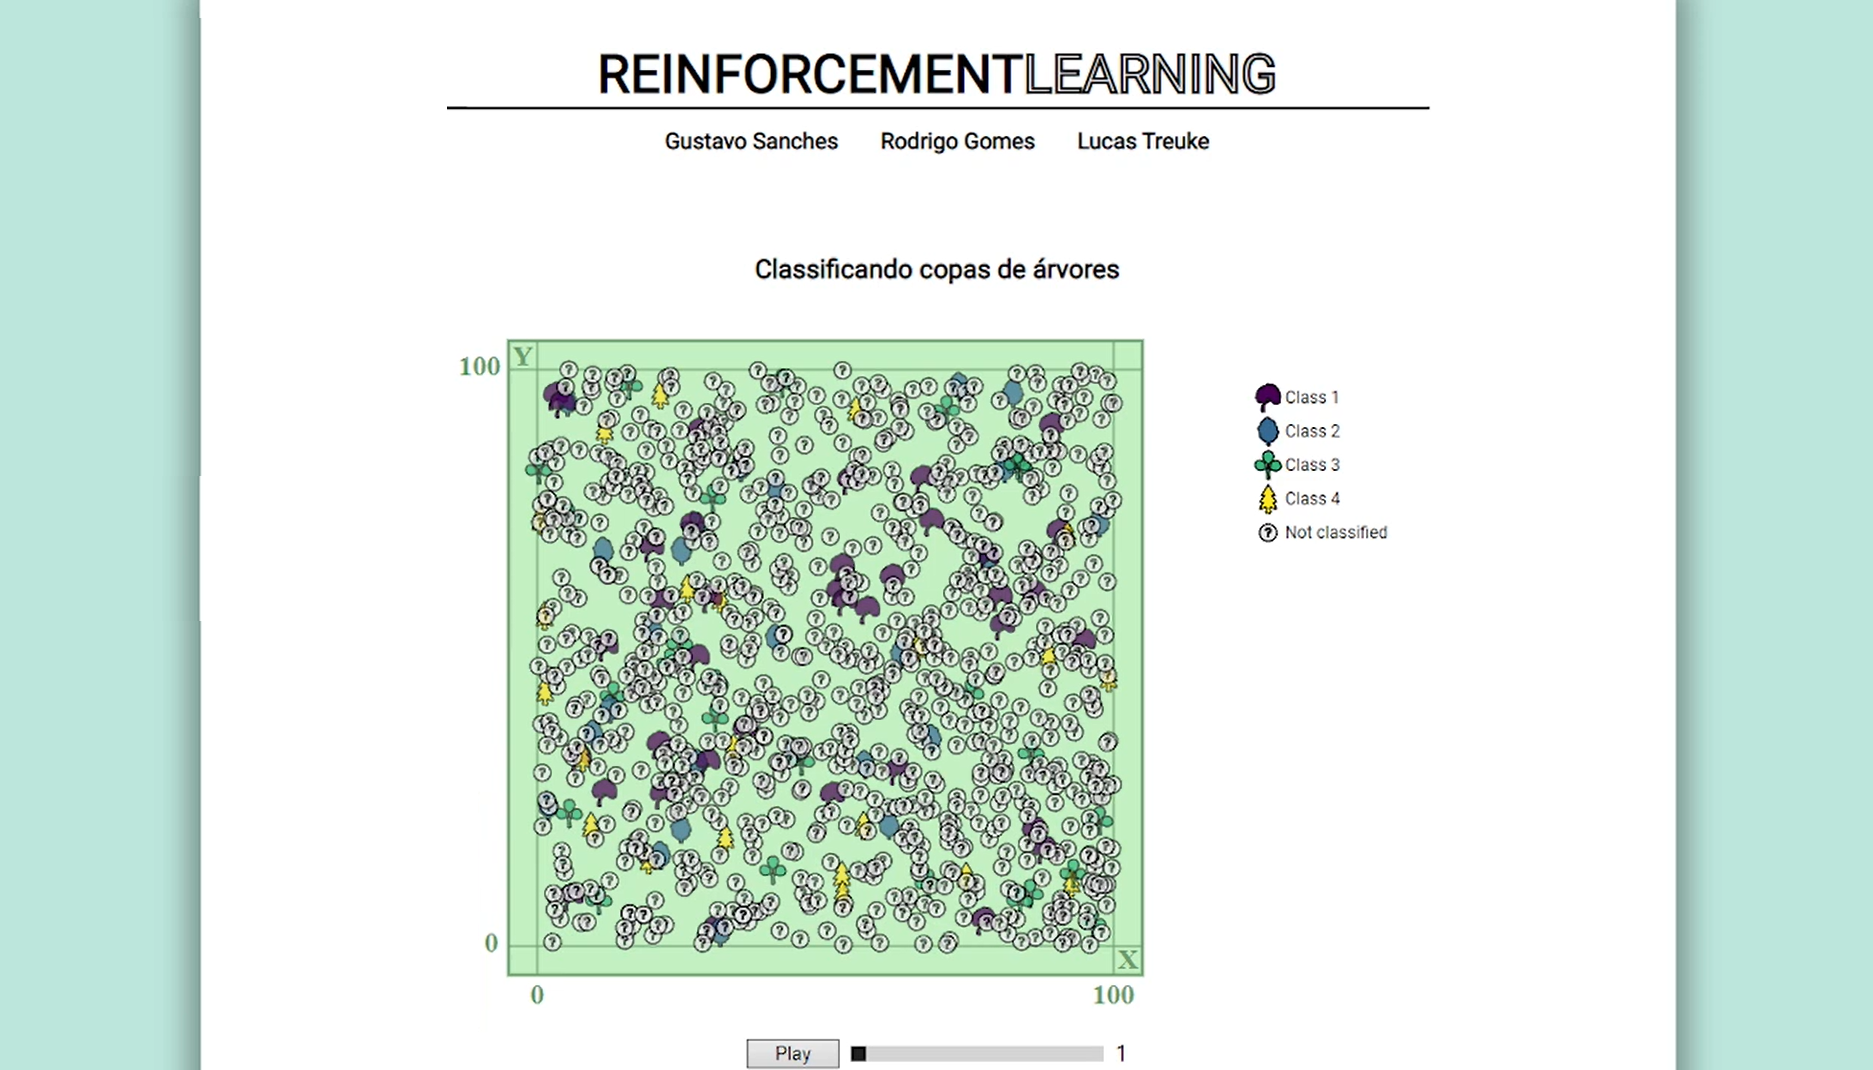 REINFORCEMENTLEARNING
Gustavo Sanches Rodrigo Gomes Lucas Treuke
Classificando copas de árvores
Y
100
Class 1
Class 2
Class 3
Class 4
? Not classified
0
X
0 100
Play 1